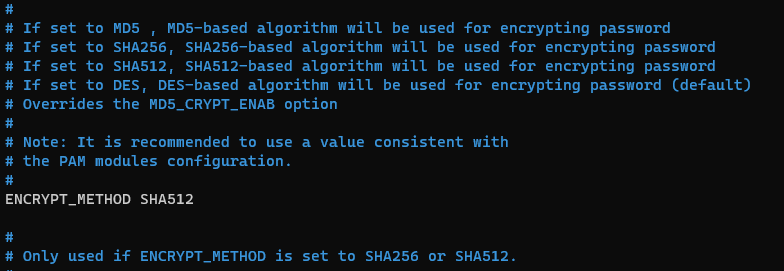 #
# If set to MD5 , MD5-based algorithm will be used for encrypting password
# If set to SHA256, SHA256-based algorithm will be used for encrypting password
# If set to SHA512, SHA512-based algorithm will be used for encrypting password
# If set to DES, DES-based algorithm will be used for encrypting password (default)
# Overrides the MD5_CRYPT_ENAB option
#
# Note: It is recommended to use a value consistent with
# the PAM modules configuration.
#
ENCRYPT_METHOD SHA512
#
# Only used if ENCRYPT_METHOD is set to SHA256 or SHA512.
#